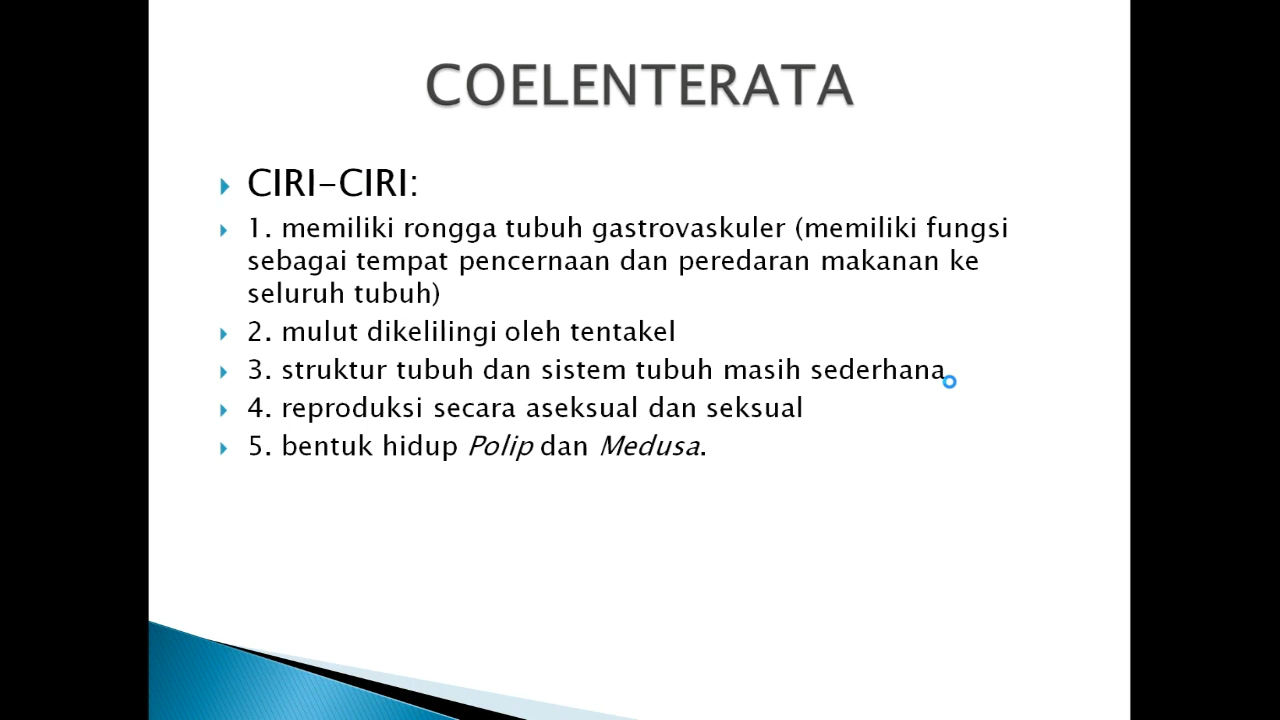 COELENTERATA
CIRI-CIRI:
1. memiliki rongga tubuh gastrovaskuler (memiliki fungsi
sebagai tempat pencernaan dan peredaran makanan ke
seluruh tubuh)
2. mulut dikelilingi oleh tentakel
3. struktur tubuh dan sistem tubuh masih sederhana
4. reproduksi secara aseksual dan seksual
5. bentuk hidup Polip dan Medusa.